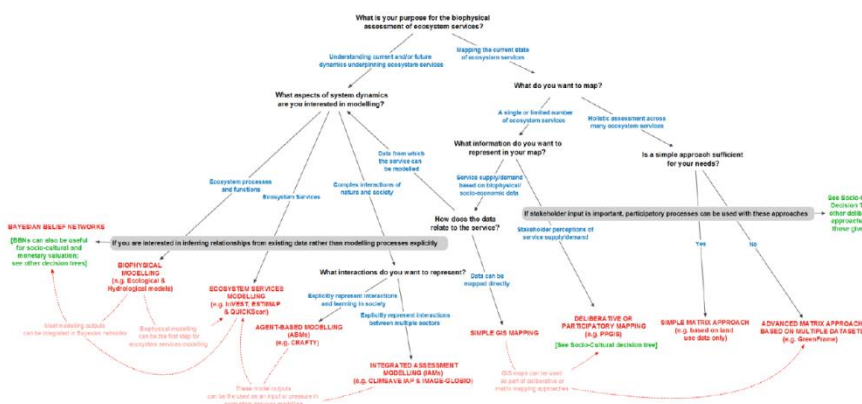 What is your purpose for the biophysical
assessment of ecosystem services?
Understanding current and/or future
dynamics underpinning ecosystem services
Mapping the current state
of ecosystem services
What aspects of system dynamics
are you interested in modelling?
What do you want to map?
A single or limited number
of ecosystem services
Holistic assessment across
many ecosystem services
What information do you want to
represent in your map?
Is a simple approach sufficient
for your needs?
Data from which
the service can
be modelled
Ecosystem processes
and functions
Ecosystem Services
Complex interactions of
nature and society
Service supply/demand
based on biophysical/
socio-economic data
How does the data
relate to the service?
If stakeholder input is important, participatory processes can be used with these approaches
See Socio-
Decision
other
approach
these
BAYESIAN BELIEF NETWORKS
[BBNs can also be useful
for socio-cultural and
monetary valuation;
see other decision trees]
If you are interested in inferring relationships from existing data rather than modelling processes explicitly
Stakeholder perceptions of
service supply/demand
Yes
No
BIOPHYSICAL
MODELLING
(e.g. Ecological &
Hydrological models)
What interactions do you want to represent?
Data can be
mapped directly
ECOSYSTEM SERVICES
MODELLING
(e.g. InVEST, ESTIMAP
& QUICKScan)
Explicitly represent interactions
and learning in society
Explicitly represent interactions
between multiple sectors
Most modelling outputs
can be integrated in Bayesian networks
Biophysical modelling
can be the first step for
ecosystem services modelling
AGENT-BASED MODELLING
(ABMs)
(e.g. CRAFTY)
SIMPLE GIS MAPPING
DELIBERATIVE OR
PARTICIPATORY MAPPING
(e.g. PPGIS)
[See Socio-Cultural decision tree]
SIMPLE MATRIX APPROACH
(e.g. based on land
use data only)
ADVANCED MATRIX APPROACH
BASED ON MULTIPLE DATASETS
(e.g. GreenFrame)
INTEGRATED ASSESSMENT
MODELLING (IAMs)
(e.g. CLIMSAVE IAP & IMAGE-GLOBIO)
These model outputs
can be the used as an input or pressure in
GIS maps can be used
as part of deliberative or
matrix mapping approaches